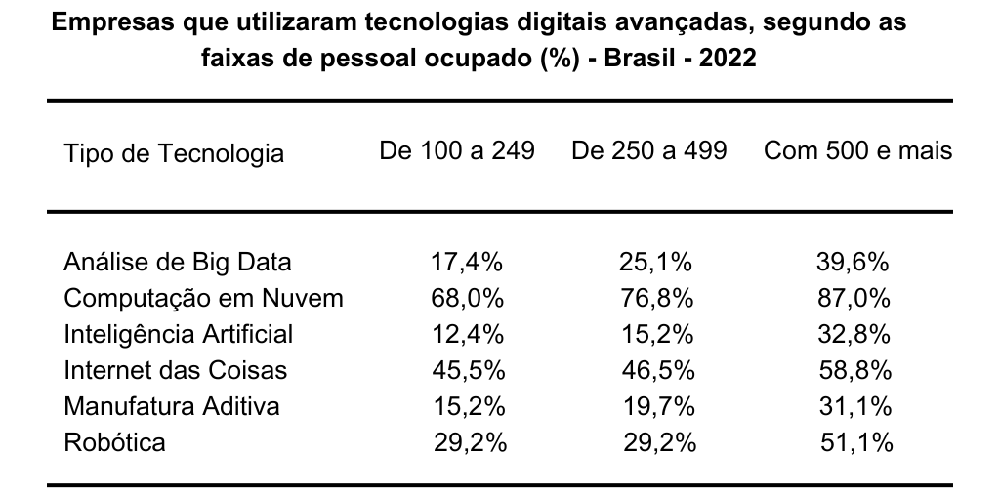 Empresas que utilizaram tecnologias digitais avançadas, segundo as
faixas de pessoal ocupado (%) - Brasil - 2022
Tipo de Tecnologia De 100 a 249 De 250 a 499 Com 500 e mais
Análise de Big Data 17,4% 25,1% 39,6%
Computação em Nuvem 68,0% 76,8% 87,0%
Inteligência Artificial 12,4% 15,2% 32,8%
Internet das Coisas 45,5% 46,5% 58,8%
Manufatura Aditiva 15,2% 19,7% 31,1%
Robótica 29,2% 29,2% 51,1%